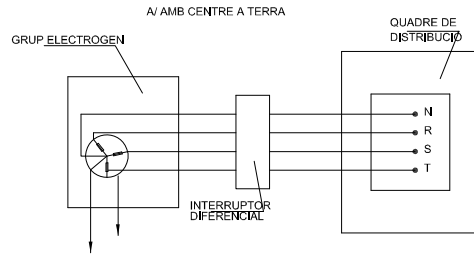 A/ AMB CENTRE A TERRA
GRUP ELECTROGEN
QUADRE DE
DISTRIBUCIÓ
N
R
S
T
INTERRUPTOR
DIFERENCIAL